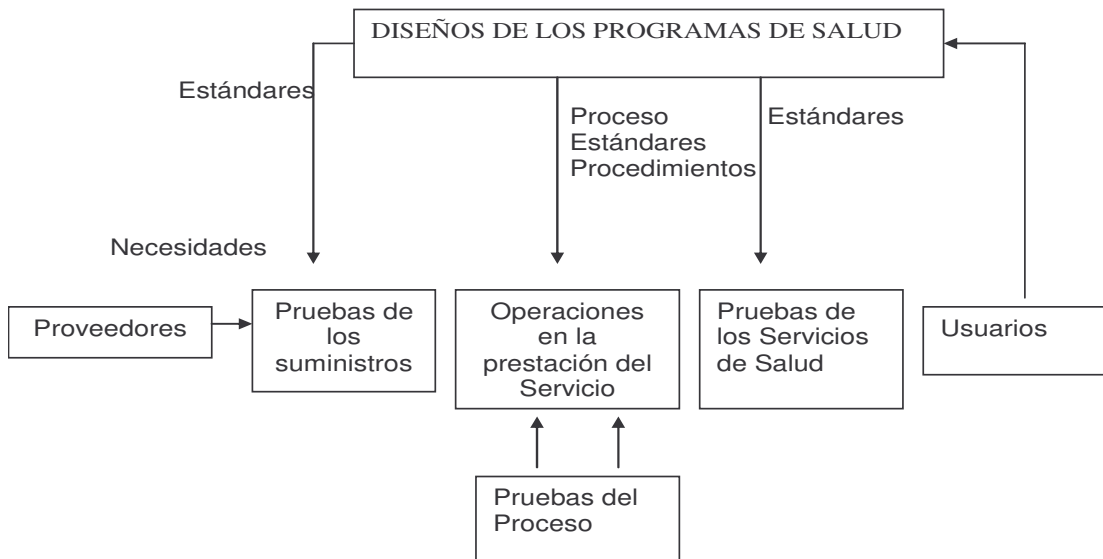 DISEÑOS DE LOS PROGRAMAS DE SALUD
Estándares
Proceso
Estándares
Procedimientos
Estándares
Necesidades
Proveedores
Pruebas de
los
suministros
Operaciones
en la
prestación del
Servicio
Pruebas de
los Servicios
de Salud
Usuarios
Pruebas del
Proceso